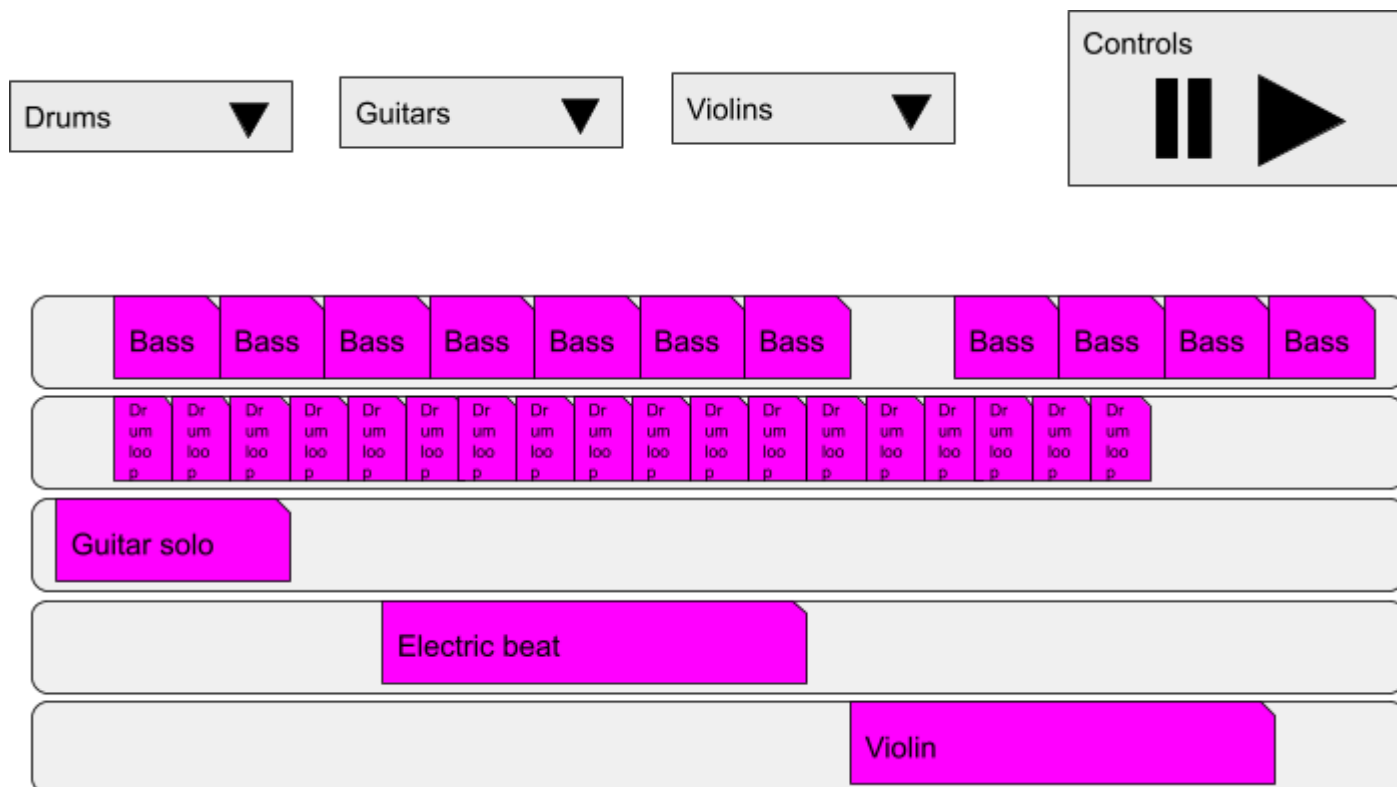 Controls
Drums
Guitars
Violins
Bass
Bass
Bass
Bass
Bass
Bass
Bass
Bass
Bass
Bass
Bass
Dr
um
loo
p
Dr
um
loo
p
Dr
um
loo
p
Dr
um
loo
p
Dr
um
loo
p
Dr
um
loo
p
Dr
um
loo
p
Dr
um
loo
p
Dr
um
loo
p
Dr
um
loo
p
Dr
um
loo
p
Dr
um
loo
p
Dr
um
loo
p
Dr
um
loo
p
Dr
um
loo
p
Dr
um
loo
p
Dr
um
loo
p
Dr
um
loo
p
Guitar solo
Electric beat
Violin